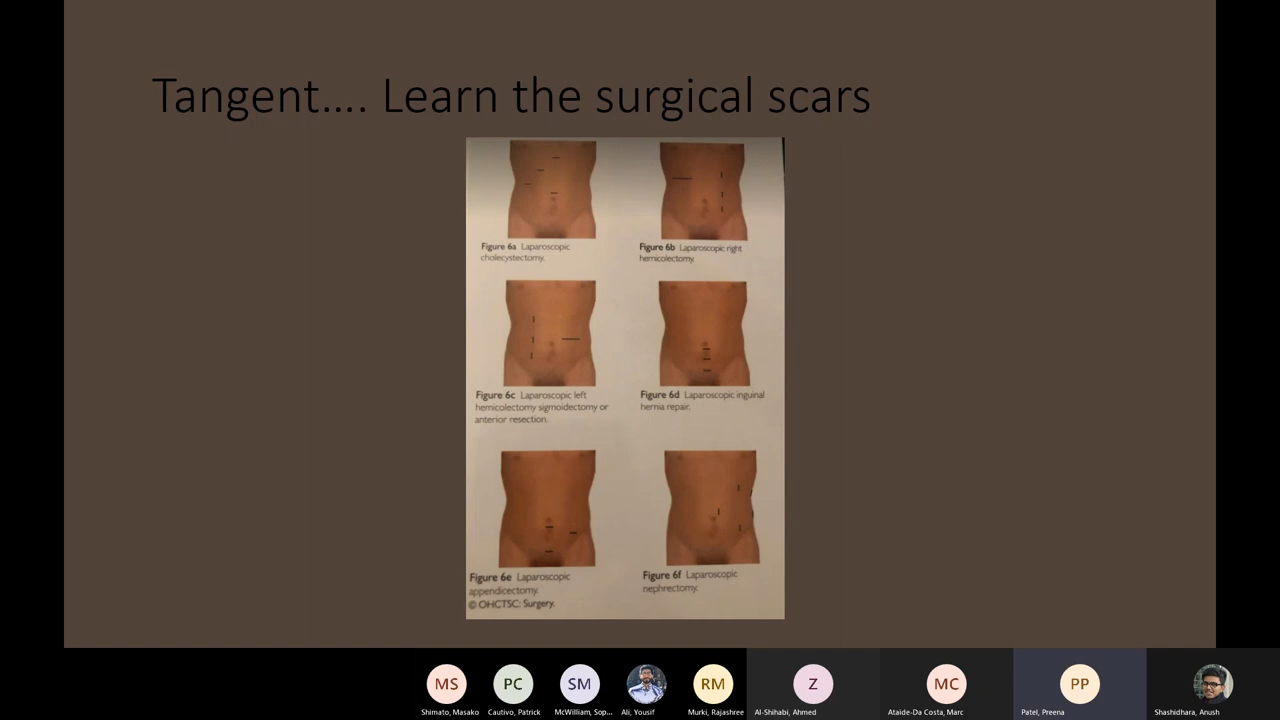 Tangent.... Learn the surgical scars
Figure 6a Laparoscopic
cholecystectomy.
Figure 6b Laparoscopic right
hemicolectomy.
Figure 6c Laparoscopic left
hemicolectomy sigmoidectomy or
anterior resection.
Figure 6d Laparoscopic inguinal
hernia repair.
Figure 6e Laparoscopic
appendicectomy.
© OHCTSC: Surgery.
Figure 6f Laparoscopic
nephrectomy.
MS
PC
SM
RM
Z
MC
PP
Shimato, Masako
Cautivo, Patrick
McWilliam, Sop...
Ali, Yousif
Murki, Rajashree
Al-Shihabi, Ahmed
Ataide-Da Costa, Marc
Patel, Preena
Shashidhara, Anush